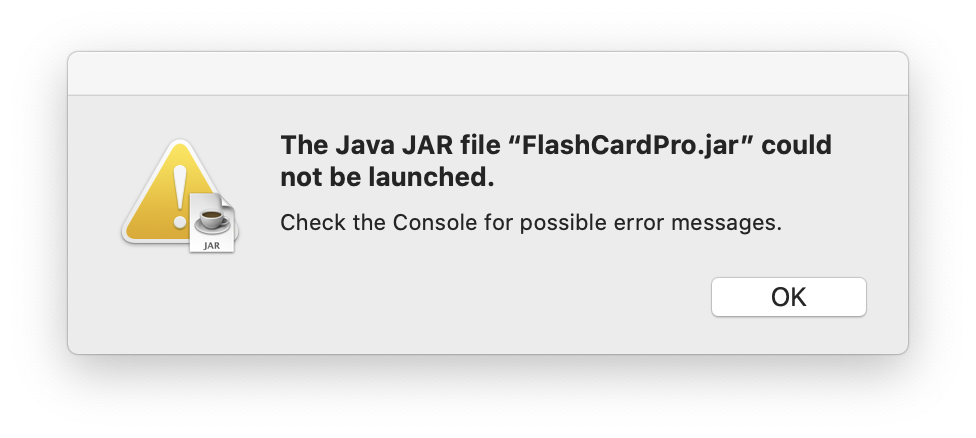 The Java JAR file “FlashCardPro.jar” could
not be launched.
Check the Console for possible error messages.
JAR
OK